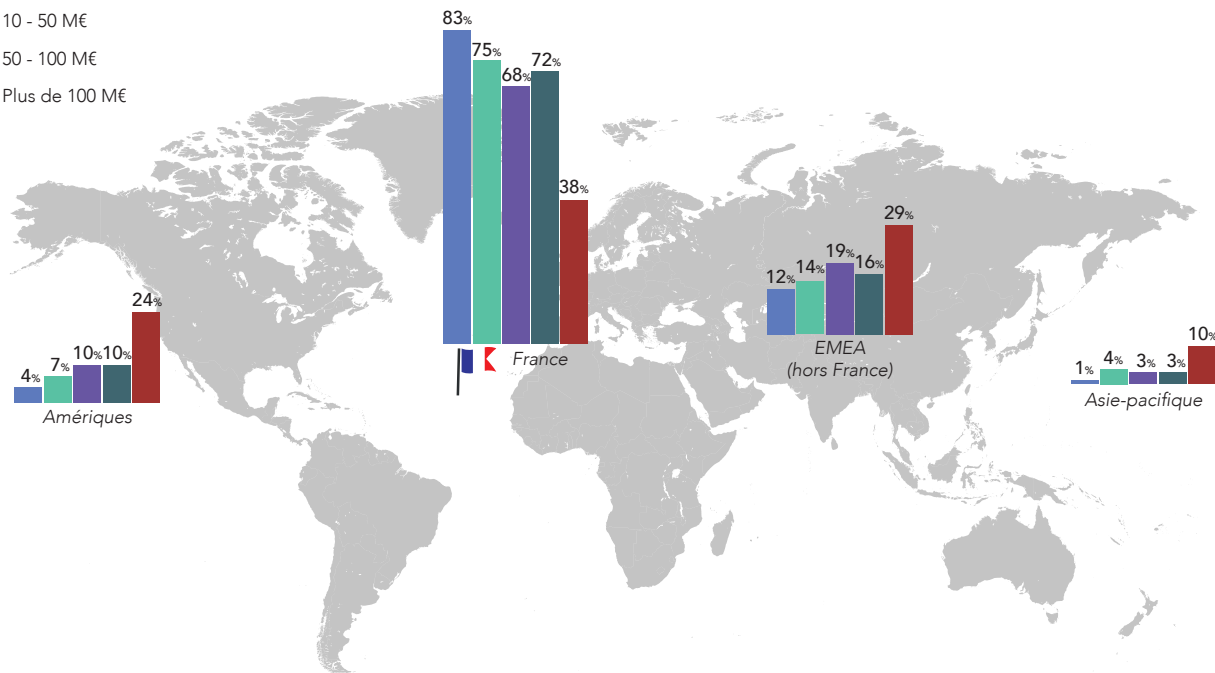 10 - 50 M€
50 - 100 M€
Plus de 100 M€
83%
75%
68%
72%
38%
France
12%
14%
19%
16%
29%
EMEA
(hors France)
4%
7%
10%
10%
24%
Amériques
1%
4%
3%
3%
10%
Asie-pacifique